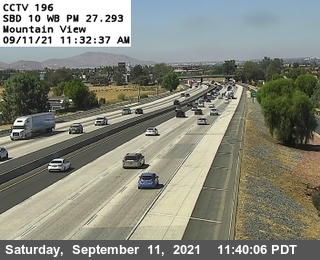 CCTV 196
SBD 10 WB PM 27.293
Mountain View
09/11/21 11:32:37 AM
Saturday, September 11, 2021 11:40:06 PDT